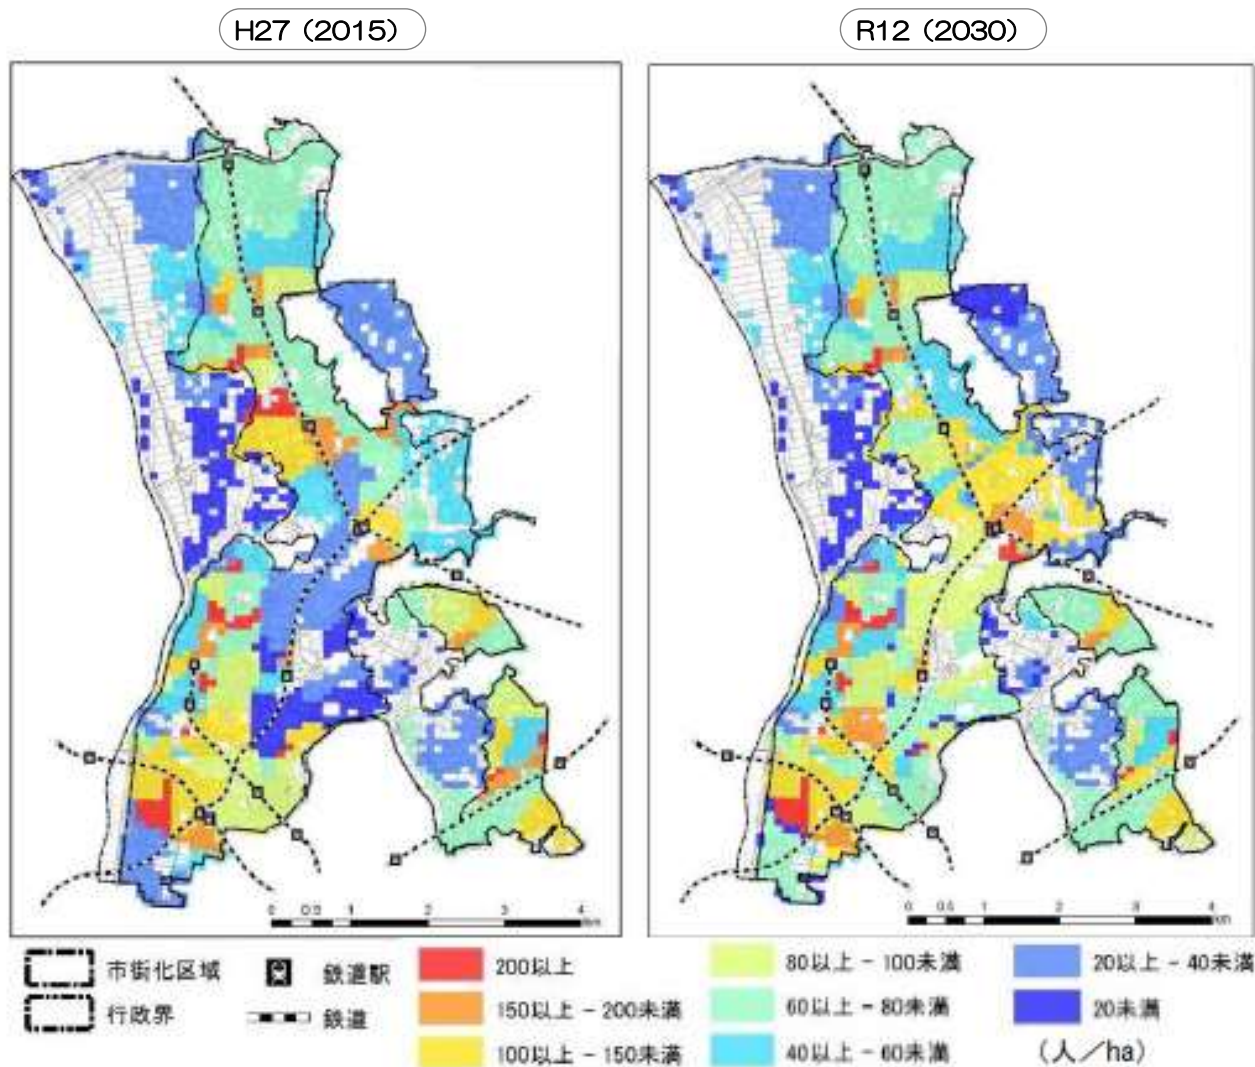 H27（2015）
R12（2030）
0 0.5 1 2 3 4
km
0 0.5 1 2 3 4
km
市街化区域
行政界
鉄道駅
鉄道
200以上
150以上 - 200未満
100以上 - 150未満
80以上 - 100未満
60以上 - 80未満
40以上 - 60未満
20以上 - 40未満
20未満
（人／ha）